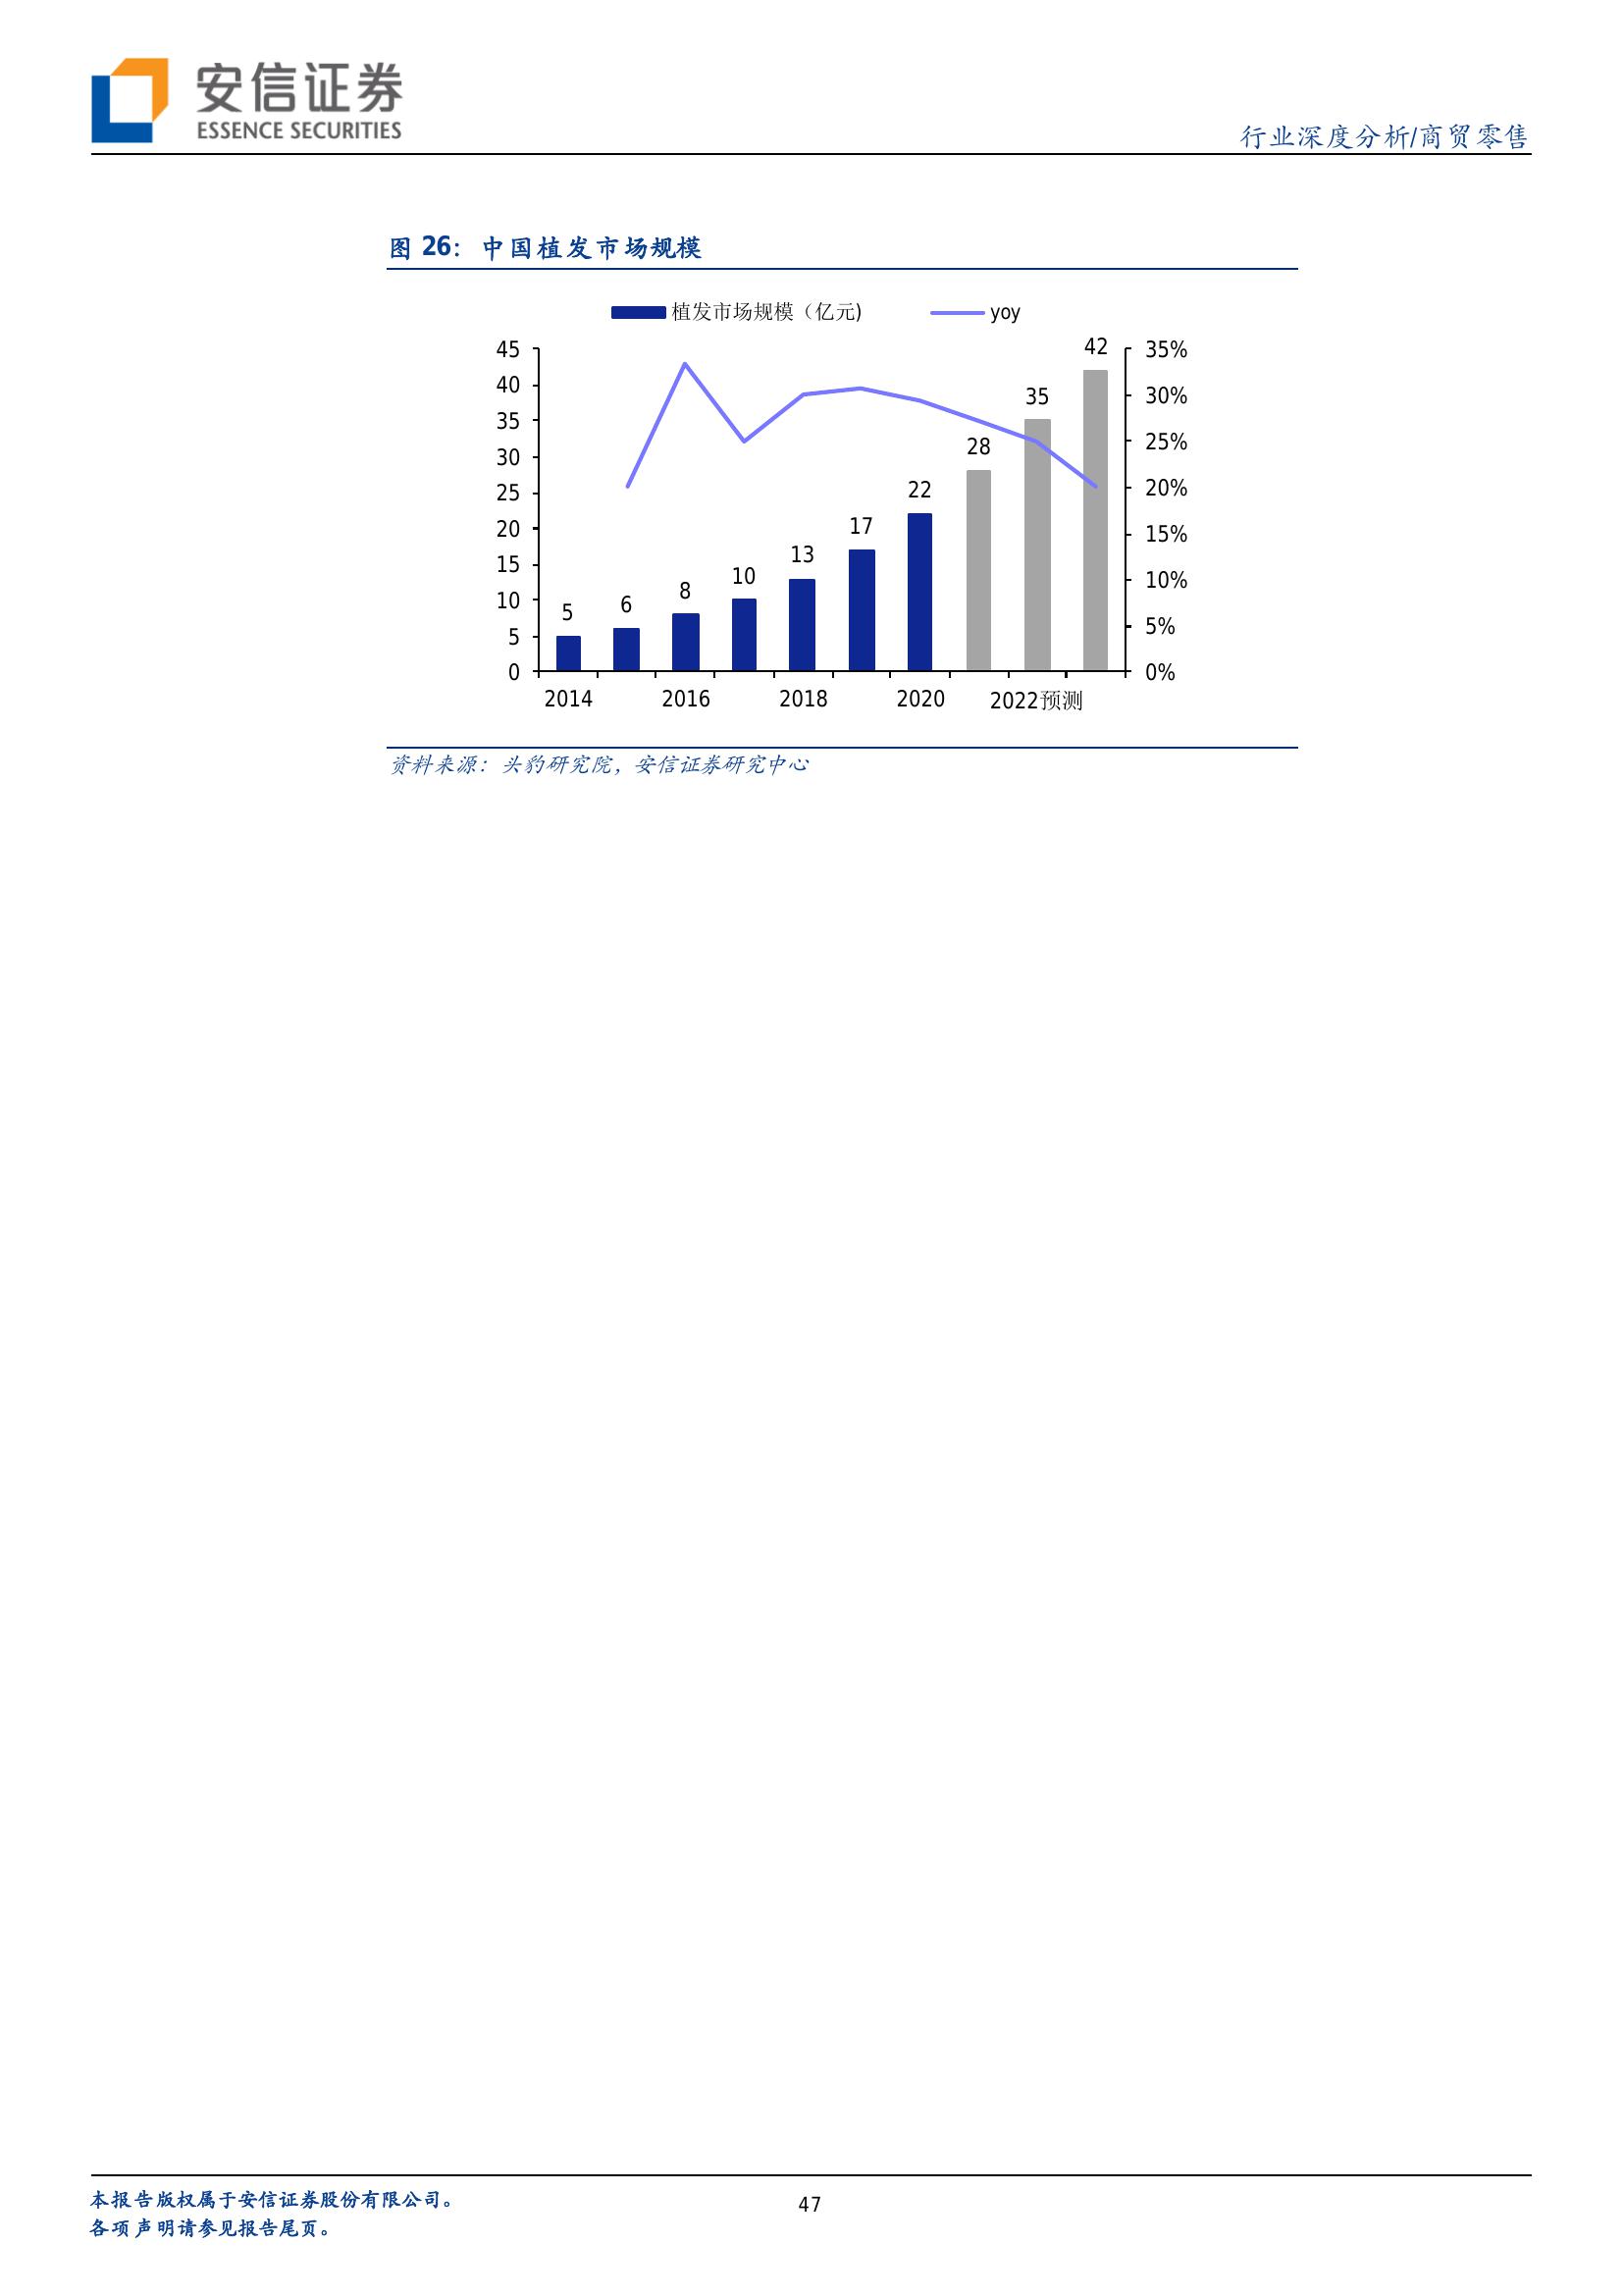 安信证券
ESSENCE SECURITIES
行业深度分析/商贸零售
图 26：中国植发市场规模
植发市场规模（亿元) yoy
45
40
35
30
25
20
15
10
5
0
35%
30%
25%
20%
15%
10%
5%
0%
5 6 8 10 13 17 22 28 35 42
2014 2016 2018 2020 2022预测
资料来源：头豹研究院，安信证券研究中心
本报告版权属于安信证券股份有限公司。
47
各项声明请参见报告尾页。